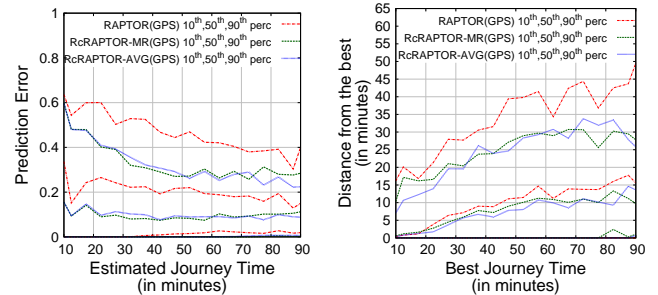 RAPTOR(GPS) 10th,50th,90th perc
RcRAPTOR-MR(GPS) 10th,50th,90th perc
RcRAPTOR-AVG(GPS) 10th,50th,90th perc
Prediction Error
1
0.8
0.6
0.4
0.2
0
10 20 30 40 50 60 70 80 90
Estimated Journey Time
(in minutes)
RAPTOR(GPS) 10th,50th,90th perc
RcRAPTOR-MR(GPS) 10th,50th,90th perc
RcRAPTOR-AVG(GPS) 10th,50th,90th perc
Distance from the best
(in minutes)
65
60
55
50
45
40
35
30
25
20
15
10
5
0
10 20 30 40 50 60 70 80 90
Best Journey Time
(in minutes)